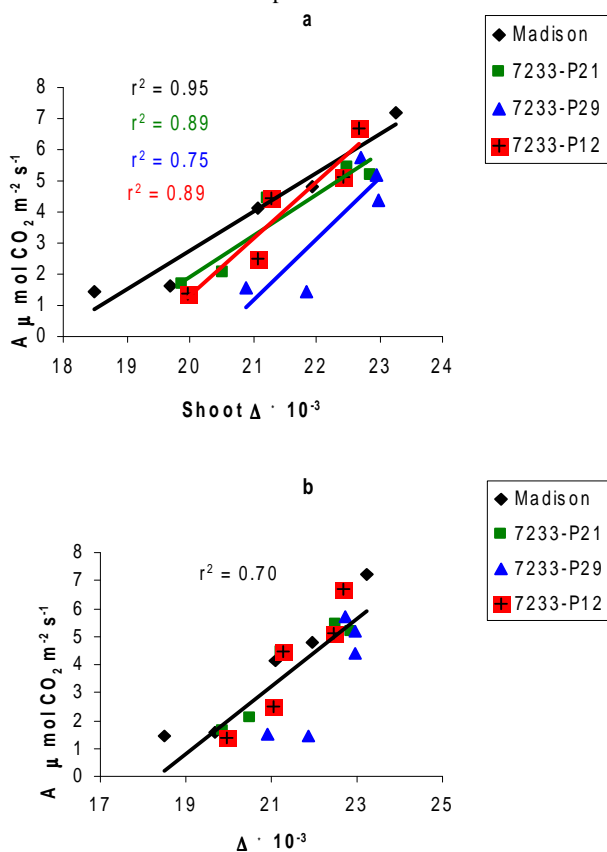 a
Madison
7233-P21
7233-P29
7233-P12
r² = 0.95
r² = 0.89
r² = 0.75
r² = 0.89
8
7
6
5
4
3
2
1
0
A µ mol CO₂ m⁻² s⁻¹
18 19 20 21 22 23 24
Shoot Δ · 10⁻³
b
Madison
7233-P21
7233-P29
7233-P12
r² = 0.70
8
7
6
5
4
3
2
1
0
A µ mol CO₂ m⁻² s⁻¹
17 19 21 23 25
Δ · 10⁻³